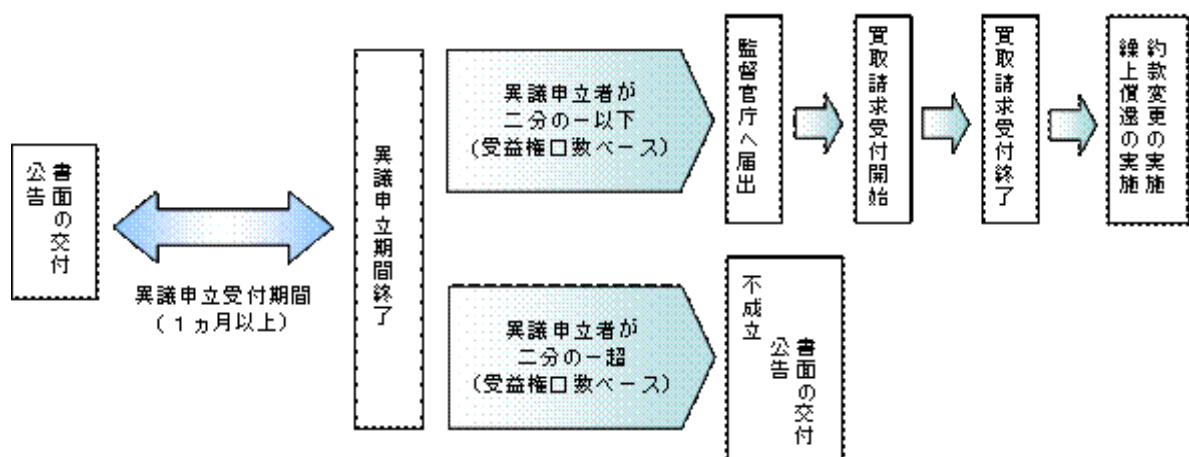 書面の交付
公告
異議申立受付期間
（１ヵ月以上）
異議申立期間終了
異議申立者が
二分の一以下
(受益権口数ベース)
監督官庁へ届出
買取請求受付開始
買取請求受付終了
約款変更の実施
繰上償還の実施
異議申立者が
二分の一超
(受益権口数ベース)
不成立
書面の交付
公告